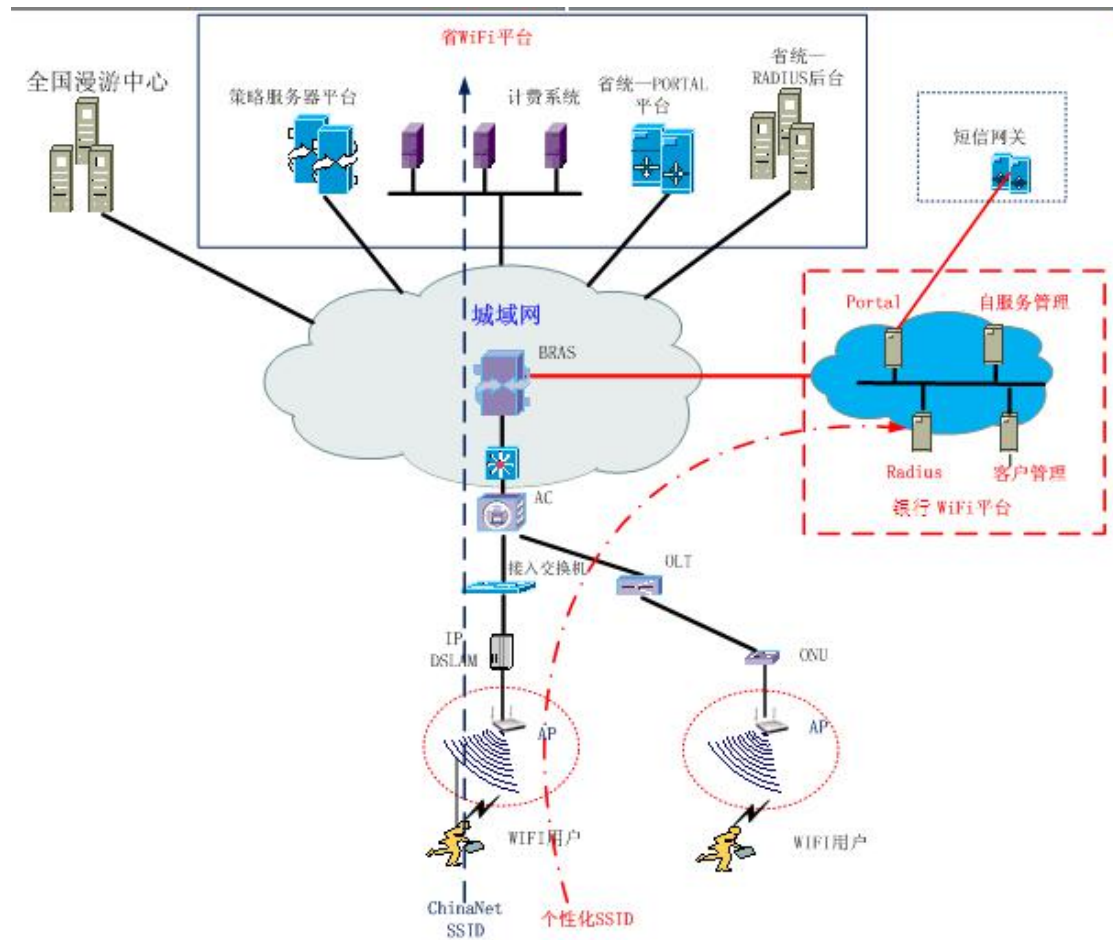 省WiFi平台
全国漫游中心
策略服务器平台
计费系统
省统一PORTAL
平台
省统一
RADIUS后台
短信网关
城域网
BRAS
Portal
自服务管理
Radius
客户管理
银行 WiFi平台
AC
接入交换机
OLT
IP
DSLAM
ONU
AP
AP
WIFI用户
WIFI用户
ChinaNet
SSID
个性化SSID